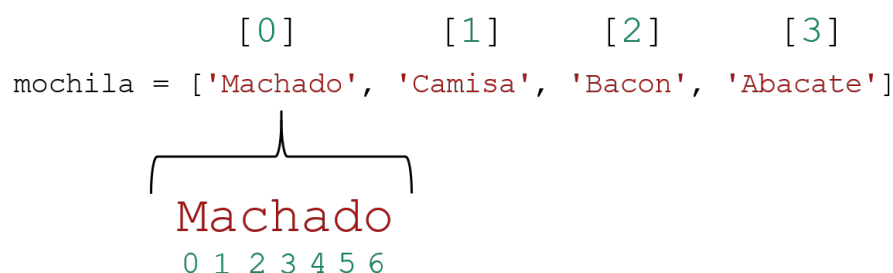 [0] [1] [2] [3]
mochila = ['Machado', 'Camisa', 'Bacon', 'Abacate']
Machado
0 1 2 3 4 5 6